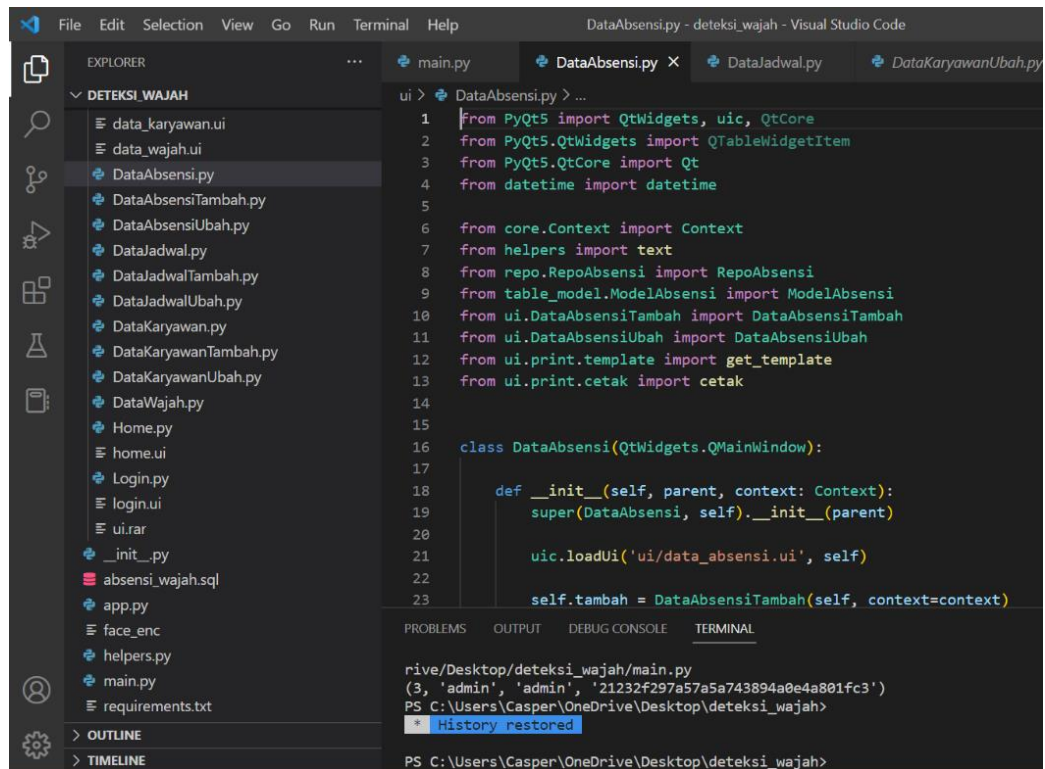 File Edit Selection View Go Run Terminal Help DataAbsensi.py - deteksi_wajah - Visual Studio Code
EXPLORER ...
DETEKSI_WAJAH
data_karyawan.ui
data_wajah.ui
DataAbsensi.py
DataAbsensiTambah.py
DataAbsensiUbah.py
DataJadwal.py
DataJadwalTambah.py
DataJadwalUbah.py
DataKaryawan.py
DataKaryawanTambah.py
DataKaryawanUbah.py
DataWajah.py
Home.py
home.ui
Login.py
login.ui
ui.rar
__init__.py
absensi_wajah.sql
app.py
face_enc
helpers.py
main.py
requirements.txt
OUTLINE
TIMELINE
main.py DataAbsensi.py DataJadwal.py DataKaryawanUbah.py
ui > DataAbsensi.py > ...
1 from PyQt5 import QtWidgets, uic, QtCore
2 from PyQt5.QtWidgets import QTableWidgetItem
3 from PyQt5.QtCore import Qt
4 from datetime import datetime
5
6 from core.Context import Context
7 from helpers import text
8 from repo.RepoAbsensi import RepoAbsensi
9 from table_model.ModelAbsensi import ModelAbsensi
10 from ui.DataAbsensiTambah import DataAbsensiTambah
11 from ui.DataAbsensiUbah import DataAbsensiUbah
12 from ui.print.template import get_template
13 from ui.print.cetak import cetak
14
15
16 class DataAbsensi(QtWidgets.QMainWindow):
17
18 def __init__(self, parent, context: Context):
19 super(DataAbsensi, self).__init__(parent)
20
21 uic.loadUi('ui/data_absensi.ui', self)
22
23 self.tambah = DataAbsensiTambah(self, context=context)
PROBLEMS OUTPUT DEBUG CONSOLE TERMINAL
rive/Desktop/deteksi_wajah/main.py
(3, 'admin', 'admin', '21232f297a57a5a743894a0e4a801fc3')
PS C:\Users\Casper\OneDrive\Desktop\deteksi_wajah>
* History restored
PS C:\Users\Casper\OneDrive\Desktop\deteksi_wajah>